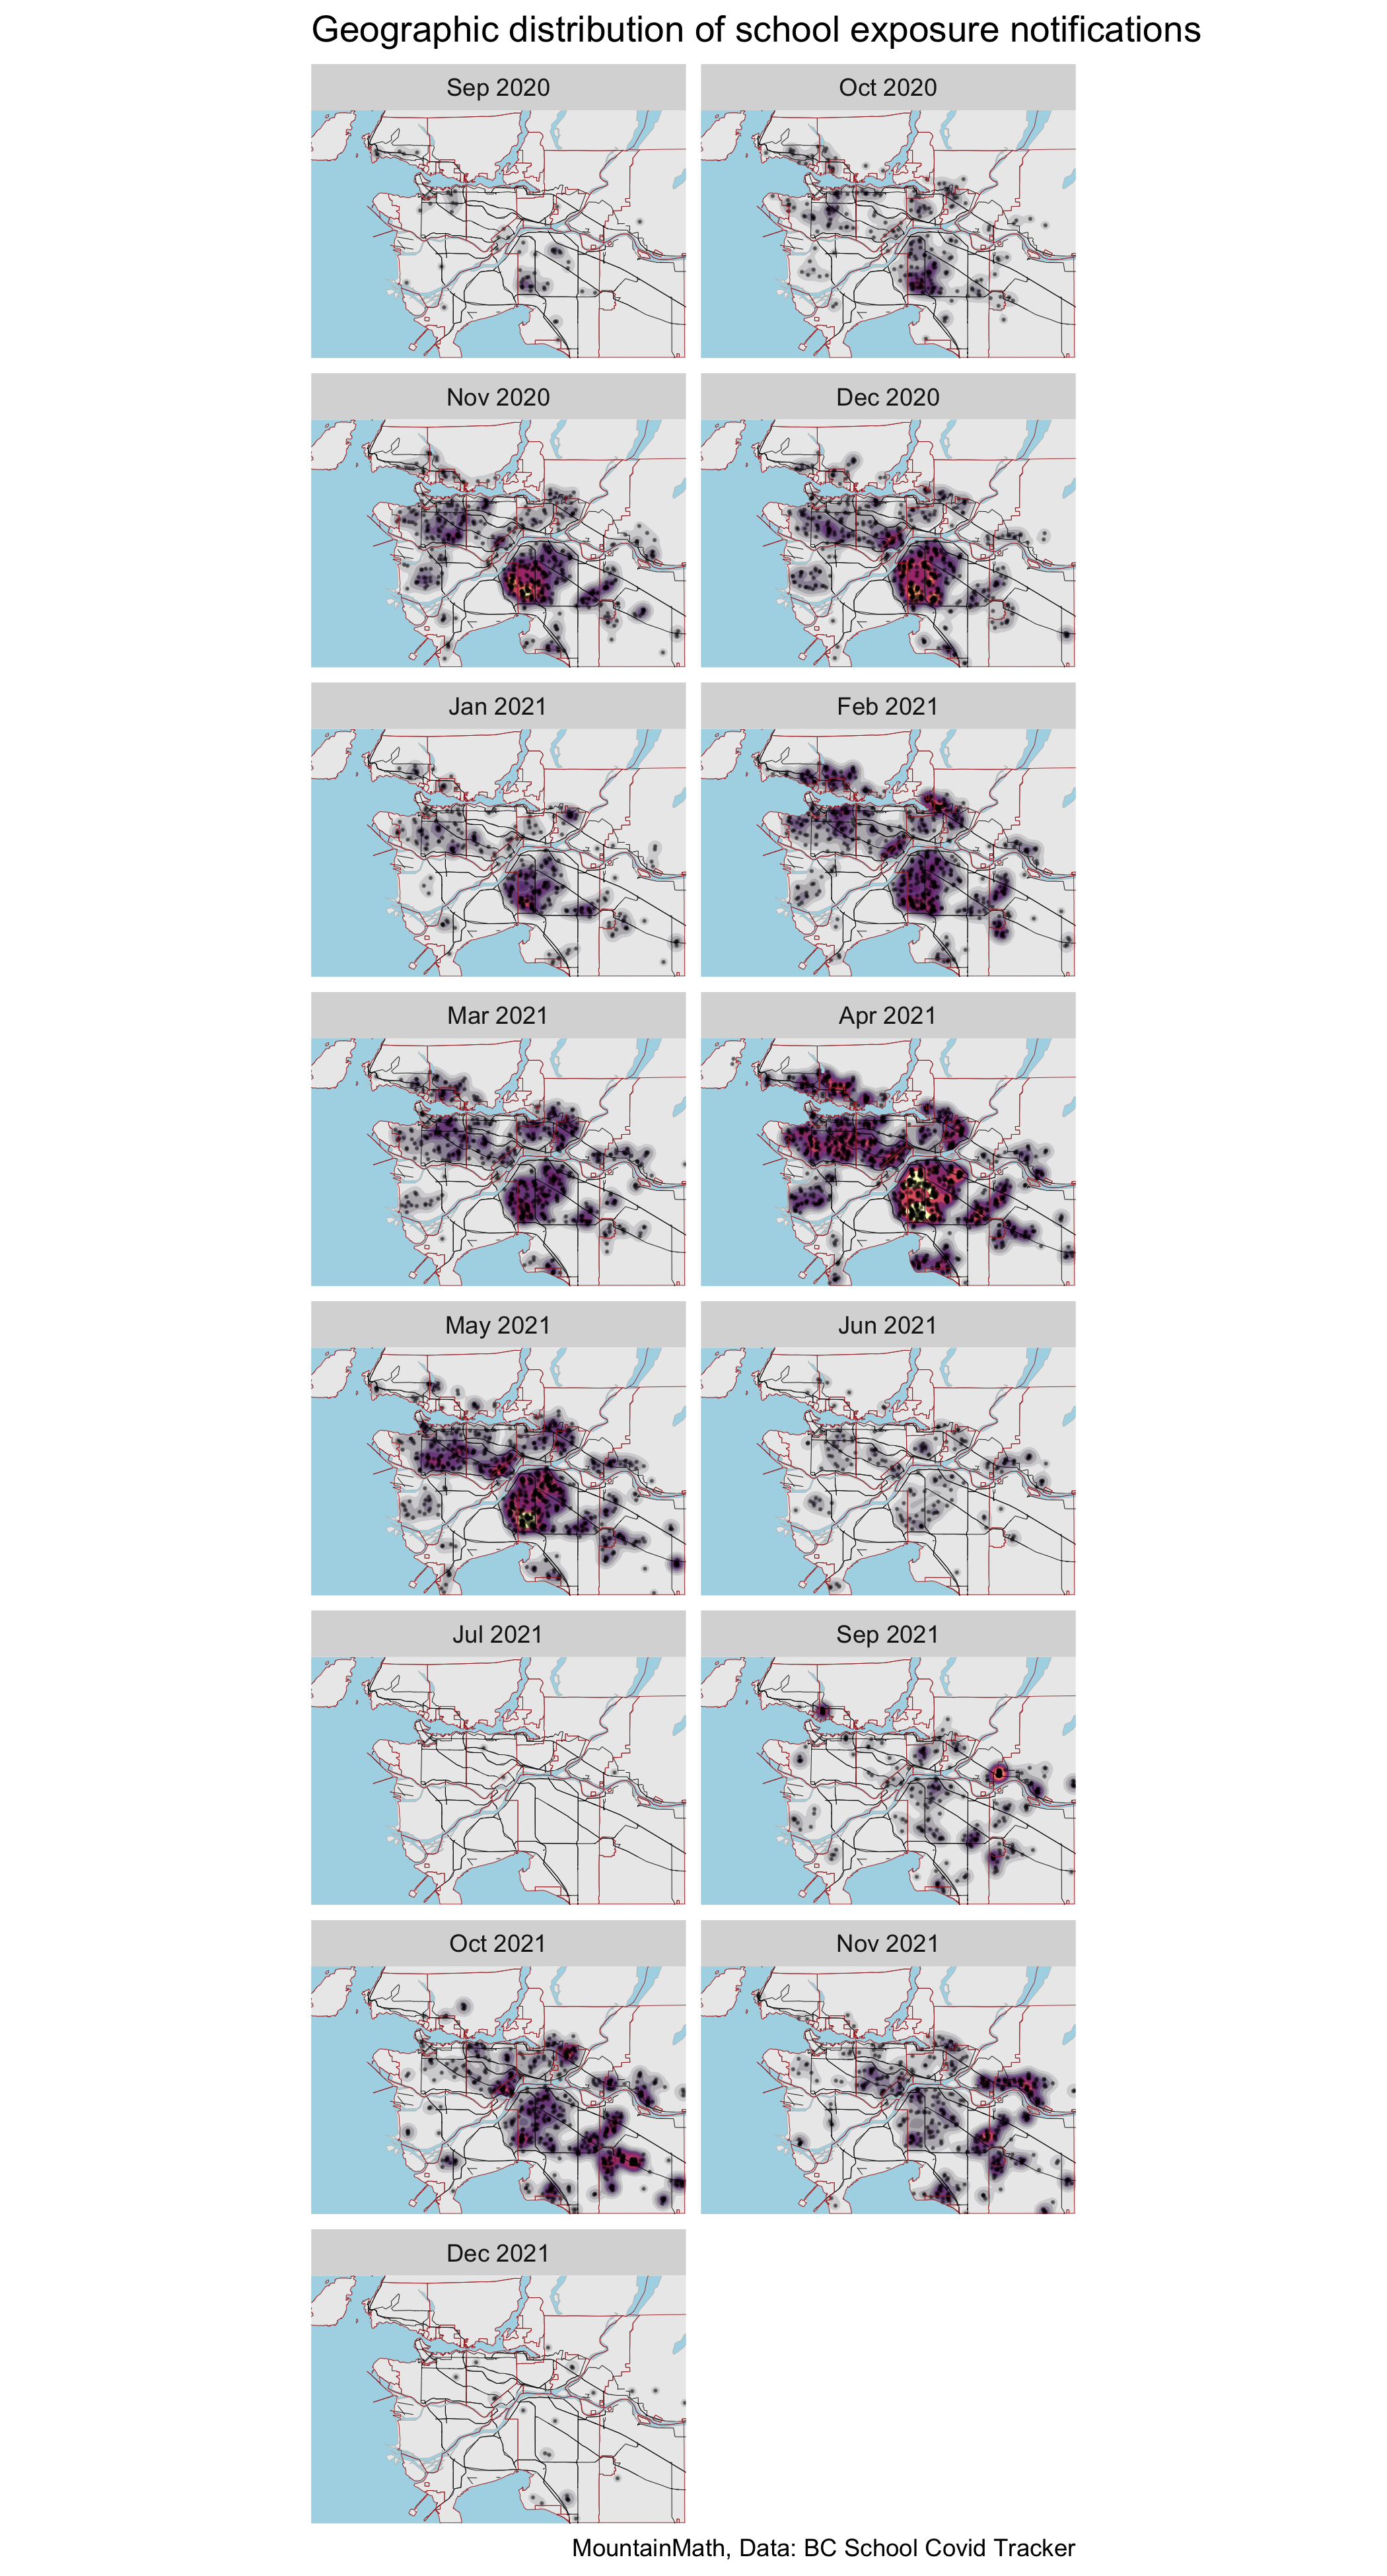 Geographic distribution of school exposure notifications
Sep 2020
Oct 2020
Nov 2020
Dec 2020
Jan 2021
Feb 2021
Mar 2021
Apr 2021
May 2021
Jun 2021
Jul 2021
Sep 2021
Oct 2021
Nov 2021
Dec 2021
MountainMath, Data: BC School Covid Tracker